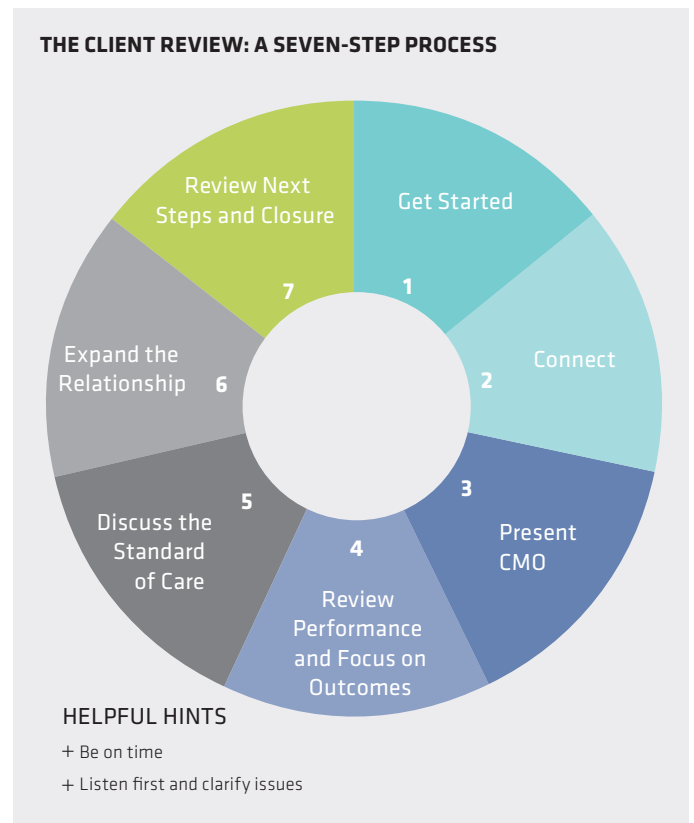 THE CLIENT REVIEW: A SEVEN-STEP PROCESS
Get Started
1
Connect
2
Present
CMO
3
4
Review
Performance
and Focus on
Outcomes
Discuss the
Standard
of Care
5
Expand the
Relationship
6
Review Next
Steps and Closure
7
HELPFUL HINTS
+ Be on time
+ Listen first and clarify issues